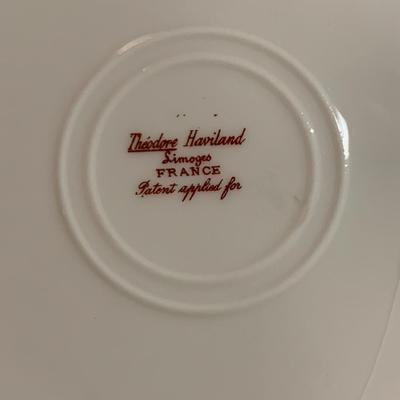 Théodore Haviland
Limoges
FRANCE
Patent applied for